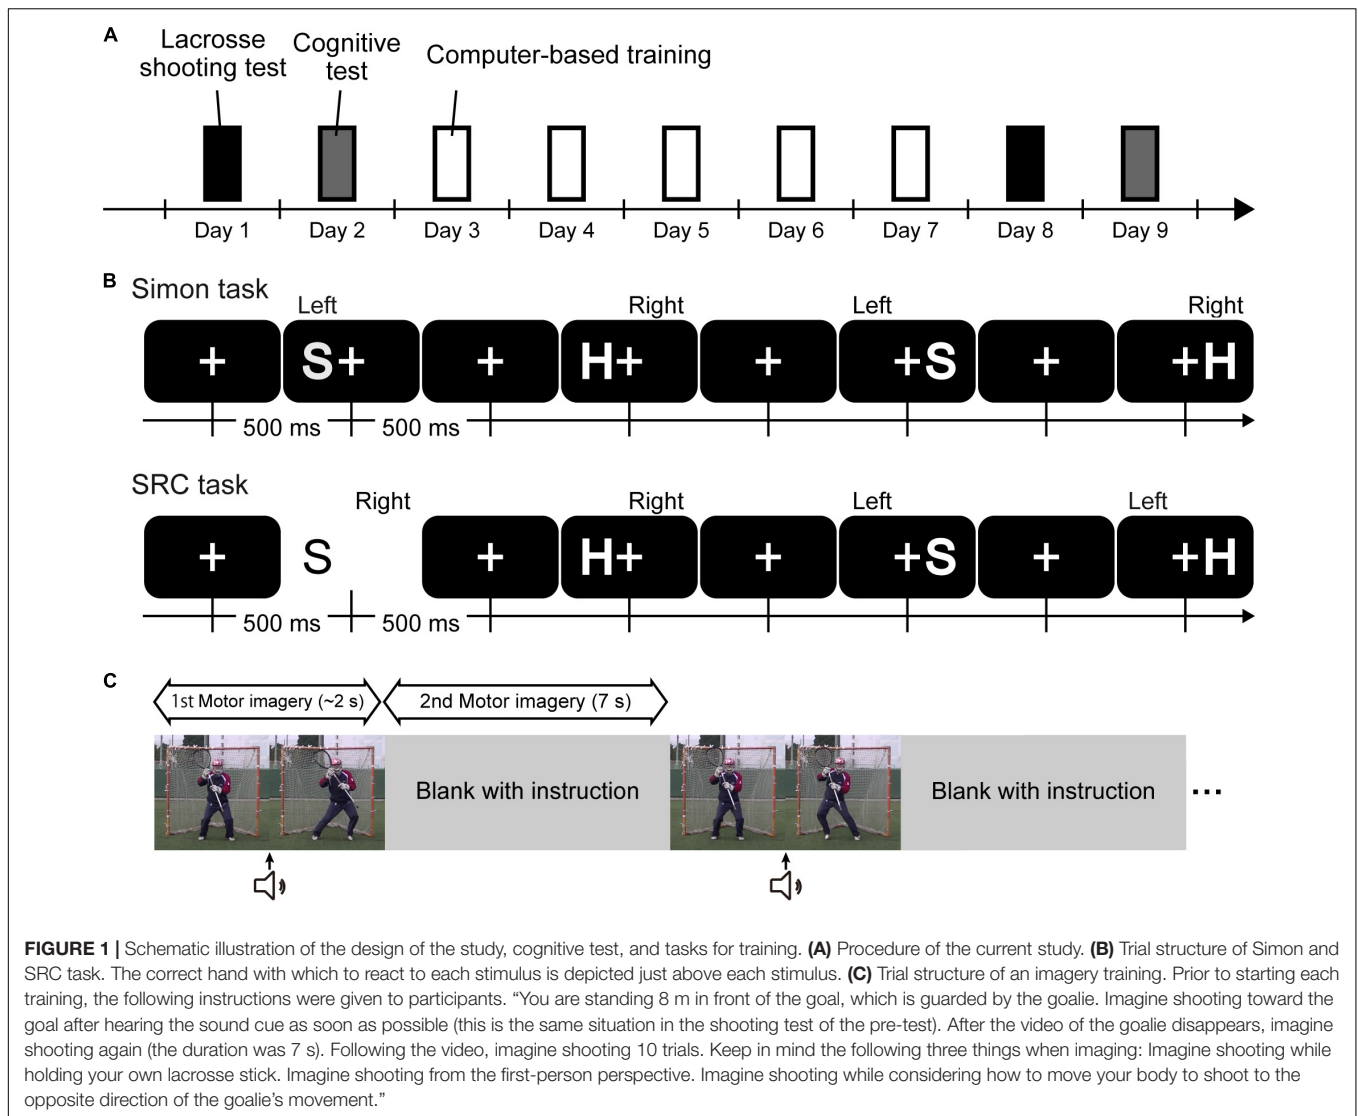 A
Lacrosse
shooting test
Cognitive
test
Computer-based training
Day 1 Day 2 Day 3 Day 4 Day 5 Day 6 Day 7 Day 8 Day 9
B
Simon task
Left Right Left Right
+ S+ + H+ + +S + +H
500 ms 500 ms
SRC task
Right Right Left Left
+ S + H+ + +S + +H
500 ms 500 ms
C
1st Motor imagery (~2 s) 2nd Motor imagery (7 s)
Blank with instruction Blank with instruction ...
FIGURE 1 | Schematic illustration of the design of the study, cognitive test, and tasks for training. (A) Procedure of the current study. (B) Trial structure of Simon and
SRC task. The correct hand with which to react to each stimulus is depicted just above each stimulus. (C) Trial structure of an imagery training. Prior to starting each
training, the following instructions were given to participants. “You are standing 8 m in front of the goal, which is guarded by the goalie. Imagine shooting toward the
goal after hearing the sound cue as soon as possible (this is the same situation in the shooting test of the pre-test). After the video of the goalie disappears, imagine
shooting again (the duration was 7 s). Following the video, imagine shooting 10 trials. Keep in mind the following three things when imaging: Imagine shooting while
holding your own lacrosse stick. Imagine shooting from the first-person perspective. Imagine shooting while considering how to move your body to shoot to the
opposite direction of the goalie’s movement.”